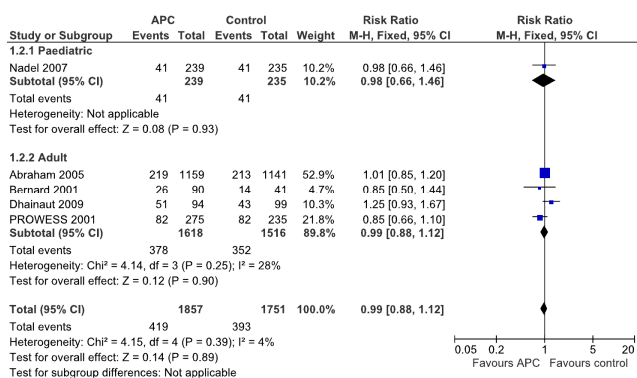 APC Control Risk Ratio Risk Ratio
Study or Subgroup Events Total Events Total Weight M-H, Fixed, 95% CI M-H, Fixed, 95% CI
1.2.1 Paediatric
Nadel 2007 41 239 41 235 10.2% 0.98 [0.66, 1.46]
Subtotal (95% CI) 239 235 10.2% 0.98 [0.66, 1.46]
Total events 41 41
Heterogeneity: Not applicable
Test for overall effect: Z = 0.08 (P = 0.93)
1.2.2 Adult
Abraham 2005 219 1159 213 1141 52.9% 1.01 [0.85, 1.20]
Bernard 2001 26 90 14 41 4.7% 0.85 [0.50, 1.44]
Dhainaut 2009 51 94 43 99 10.3% 1.25 [0.93, 1.67]
PROWESS 2001 82 275 82 235 21.8% 0.85 [0.66, 1.10]
Subtotal (95% CI) 1618 1516 89.8% 0.99 [0.88, 1.12]
Total events 378 352
Heterogeneity: Chi² = 4.14, df = 3 (P = 0.25); I² = 28%
Test for overall effect: Z = 0.12 (P = 0.90)
Total (95% CI) 1857 1751 100.0% 0.99 [0.88, 1.12]
Total events 419 393
Heterogeneity: Chi² = 4.15, df = 4 (P = 0.39); I² = 4%
Test for overall effect: Z = 0.14 (P = 0.89)
Test for subgroup differences: Not applicable
0.05 0.2 1 5 20
Favours APC Favours control